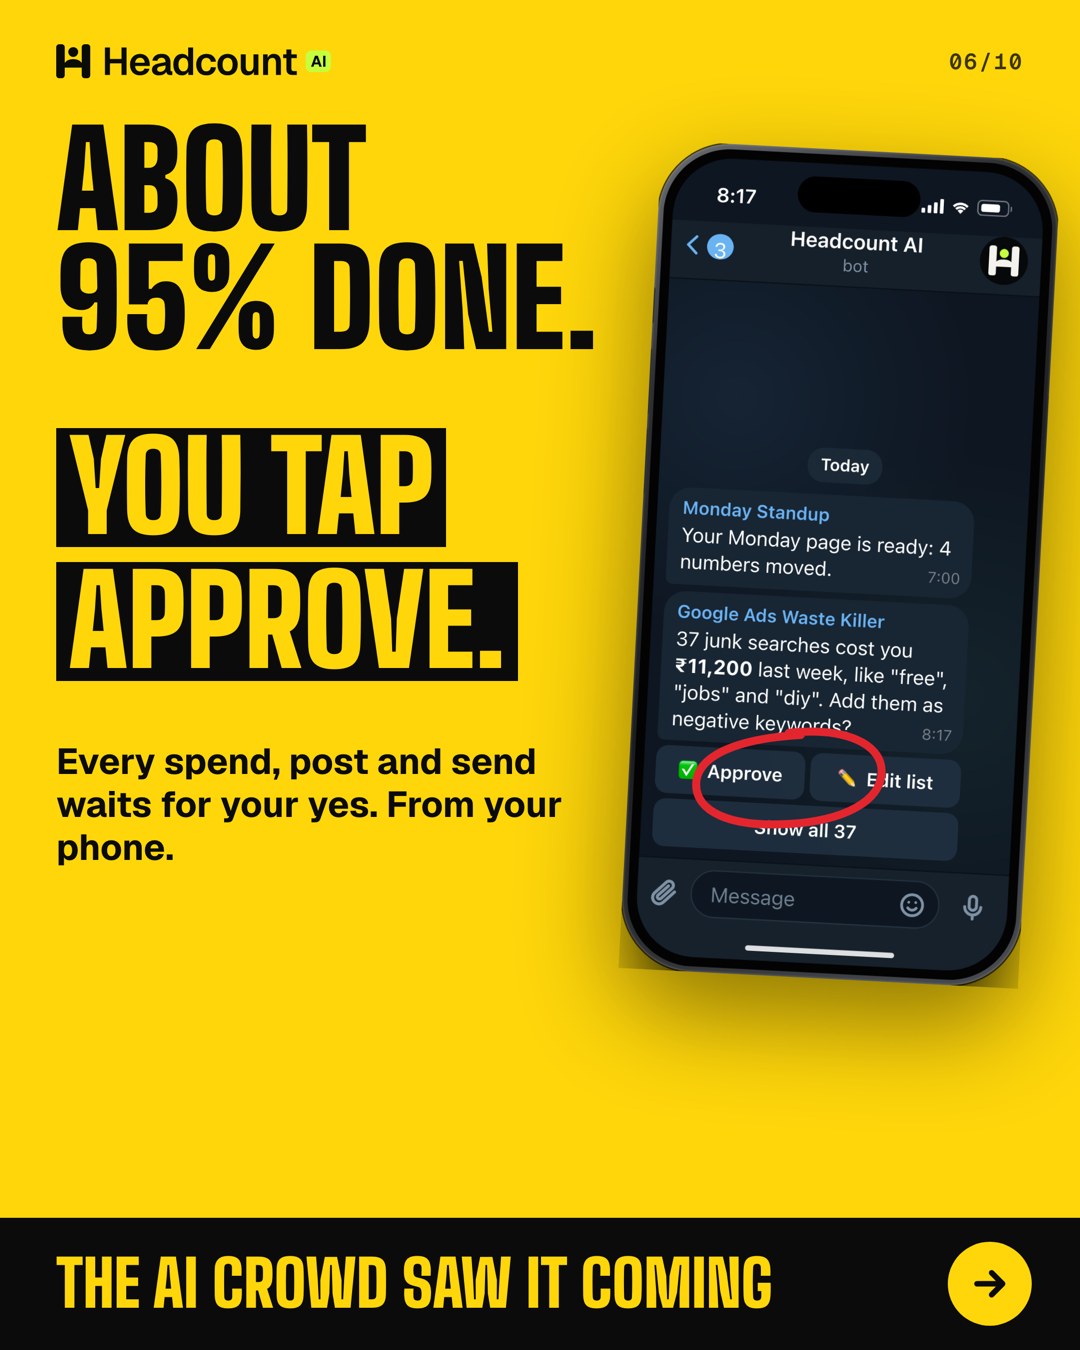 Headcount AI
06/10
ABOUT
95% DONE.
YOU TAP
APPROVE.
Every spend, post and send
waits for your yes. From your
phone.
8:17
3
Headcount AI
bot
Today
Monday Standup
Your Monday page is ready: 4
numbers moved.
7:00
Google Ads Waste Killer
37 junk searches cost you
₹11,200 last week, like "free",
"jobs" and "diy". Add them as
negative keywords?
8:17
✅ Approve
✏️ Edit list
Show all 37
Message
THE AI CROWD SAW IT COMING